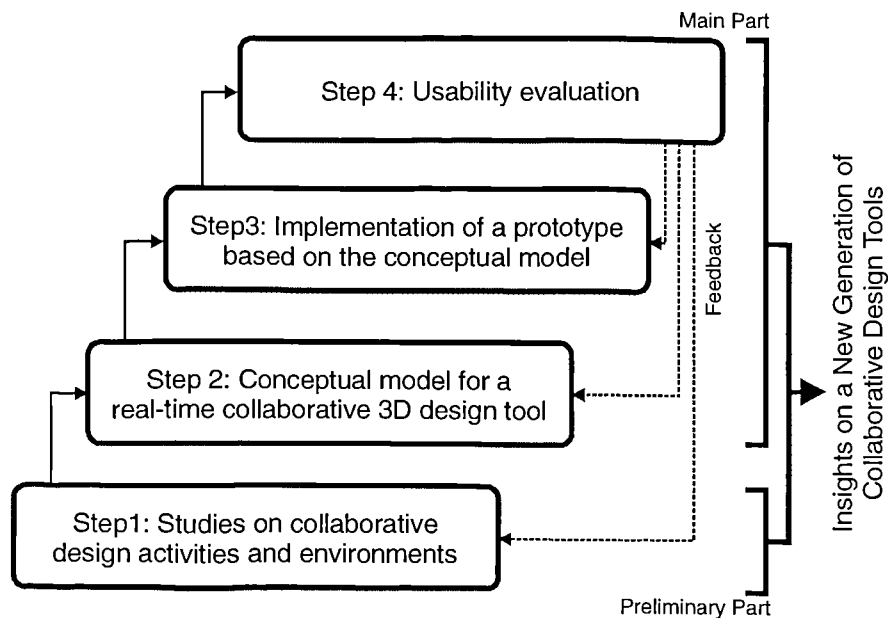 Main Part
Step 4: Usability evaluation
Step3: Implementation of a prototype
based on the conceptual model
Feedback
Step 2: Conceptual model for a
real-time collaborative 3D design tool
Step1: Studies on collaborative
design activities and environments
Preliminary Part
Insights on a New Generation of
Collaborative Design Tools